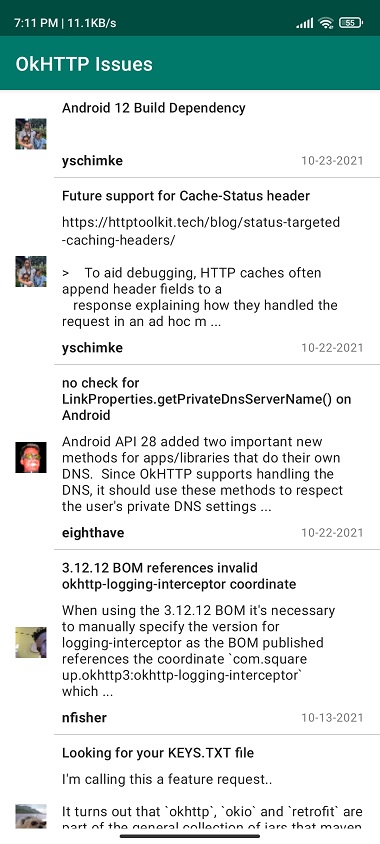 7:11 PM | 11.1KB/s
55
OkHTTP Issues
Android 12 Build Dependency
yschimke
10-23-2021
Future support for Cache-Status header
https://httptoolkit.tech/blog/status-targeted
-caching-headers/
>    To aid debugging, HTTP caches often
append header fields to a
response explaining how they handled the
request in an ad hoc m ...
yschimke
10-22-2021
no check for
LinkProperties.getPrivateDnsServerName() on
Android
Android API 28 added two important new
methods for apps/libraries that do their own
DNS.  Since OkHTTP supports handling the
DNS, it should use these methods to respect
the user's private DNS settings ...
eighthave
10-22-2021
3.12.12 BOM references invalid
okhttp-logging-interceptor coordinate
When using the 3.12.12 BOM it's necessary
to manually specify the version for
logging-interceptor as the BOM published
references the coordinate `com.square
up.okhttp3:okhttp-logging-interceptor`
which ...
nfisher
10-13-2021
Looking for your KEYS.TXT file
I'm calling this a feature request..
It turns out that `okhttp`, `okio` and `retrofit` are
part of the general collection of jars that maven